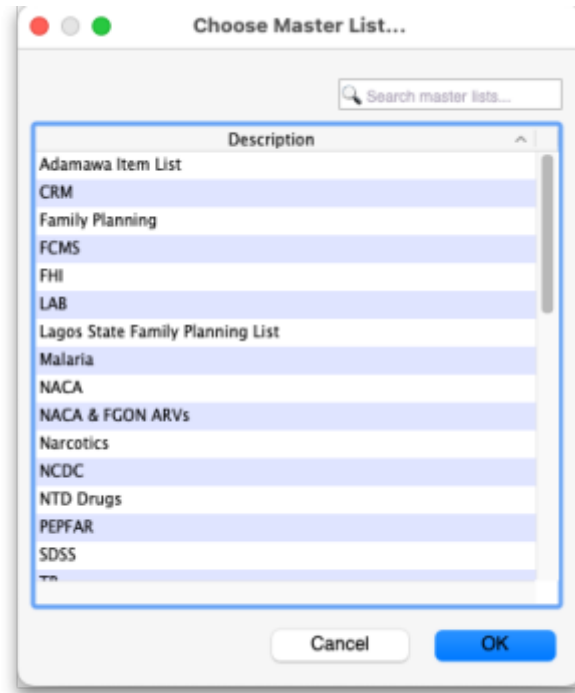 Choose Master List...
Search master lists...
Description
Adamawa Item List
CRM
Family Planning
FCMS
FHI
LAB
Lagos State Family Planning List
Malaria
NACA
NACA & FGON ARVs
Narcotics
NCDC
NTD Drugs
PEPFAR
SDSS
Cancel
OK